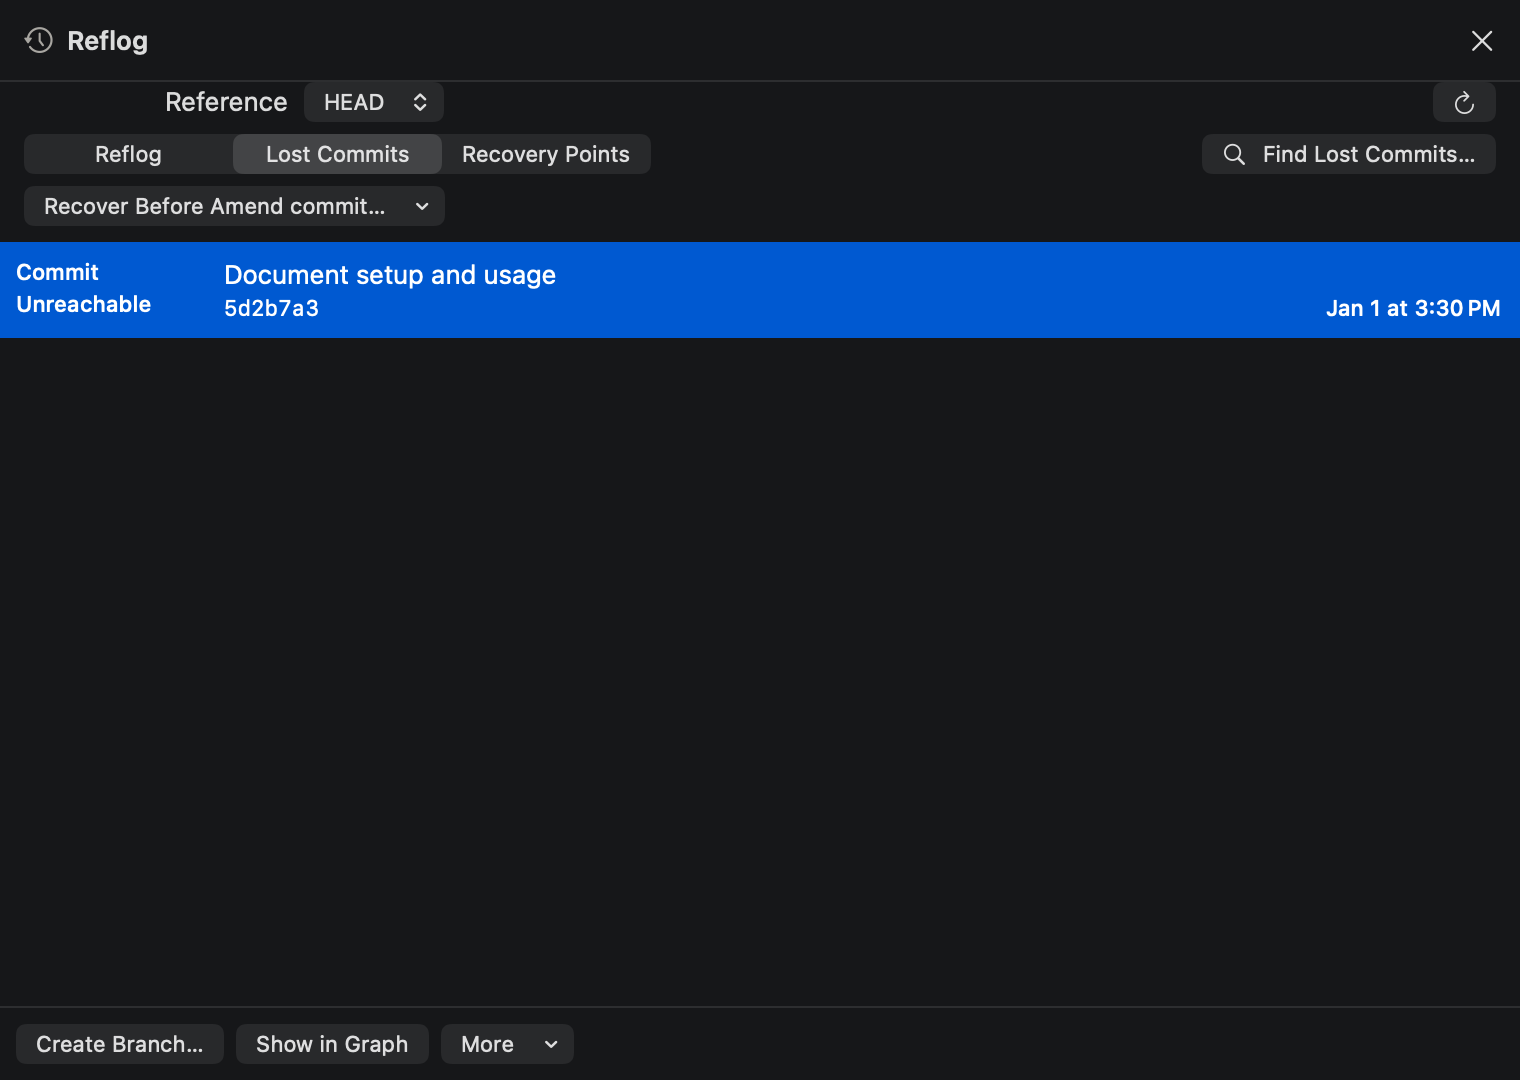 Reflog
Reference HEAD
Reflog Lost Commits Recovery Points Find Lost Commits...
Recover Before Amend commit...
Commit Document setup and usage
Unreachable 5d2b7a3 Jan 1 at 3:30 PM
Create Branch... Show in Graph More